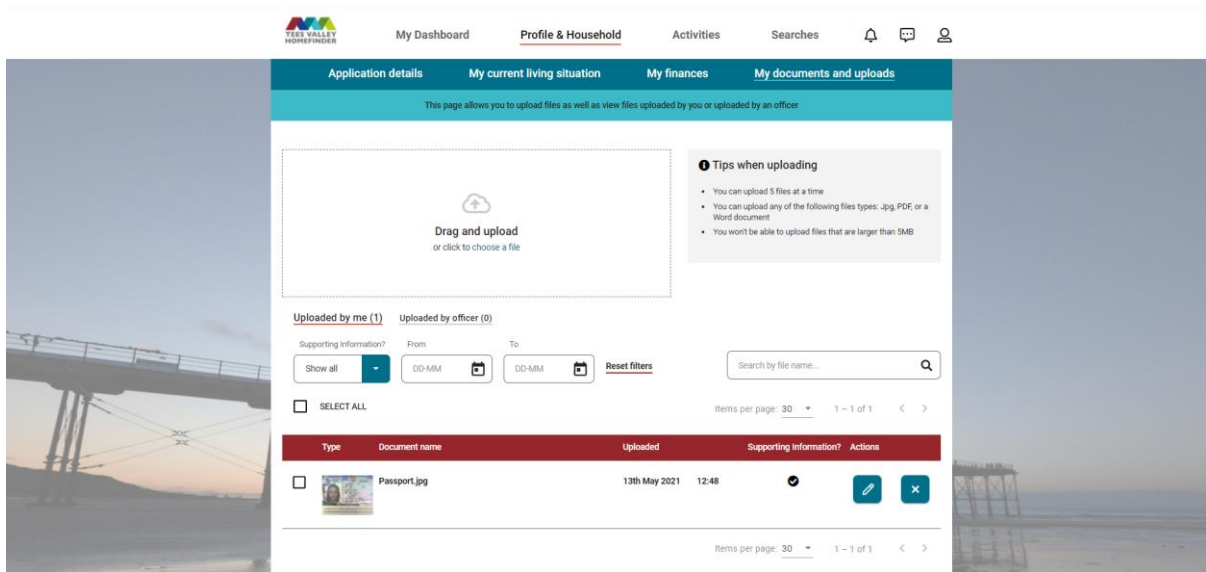 TEES VALLEY
HOMEFINDER
My Dashboard
Profile & Household
Activities
Searches
Application details
My current living situation
My finances
My documents and uploads
This page allows you to upload files as well as view files uploaded by you or uploaded by an officer
Drag and upload
or click to choose a file
Tips when uploading
You can upload 5 files at a time
You can upload any of the following files types: Jpg, PDF, or a
Word document
You won't be able to upload files that are larger than 5MB
Uploaded by me (1)
Uploaded by officer (0)
Supporting Information?
From
To
Show all
DD-MM
DD-MM
Reset filters
Search by file name...
SELECT ALL
Items per page: 30
1 – 1 of 1
Type
Document name
Uploaded
Supporting Information?
Actions
Passport.jpg
13th May 2021
12:48
Items per page: 30
1 – 1 of 1